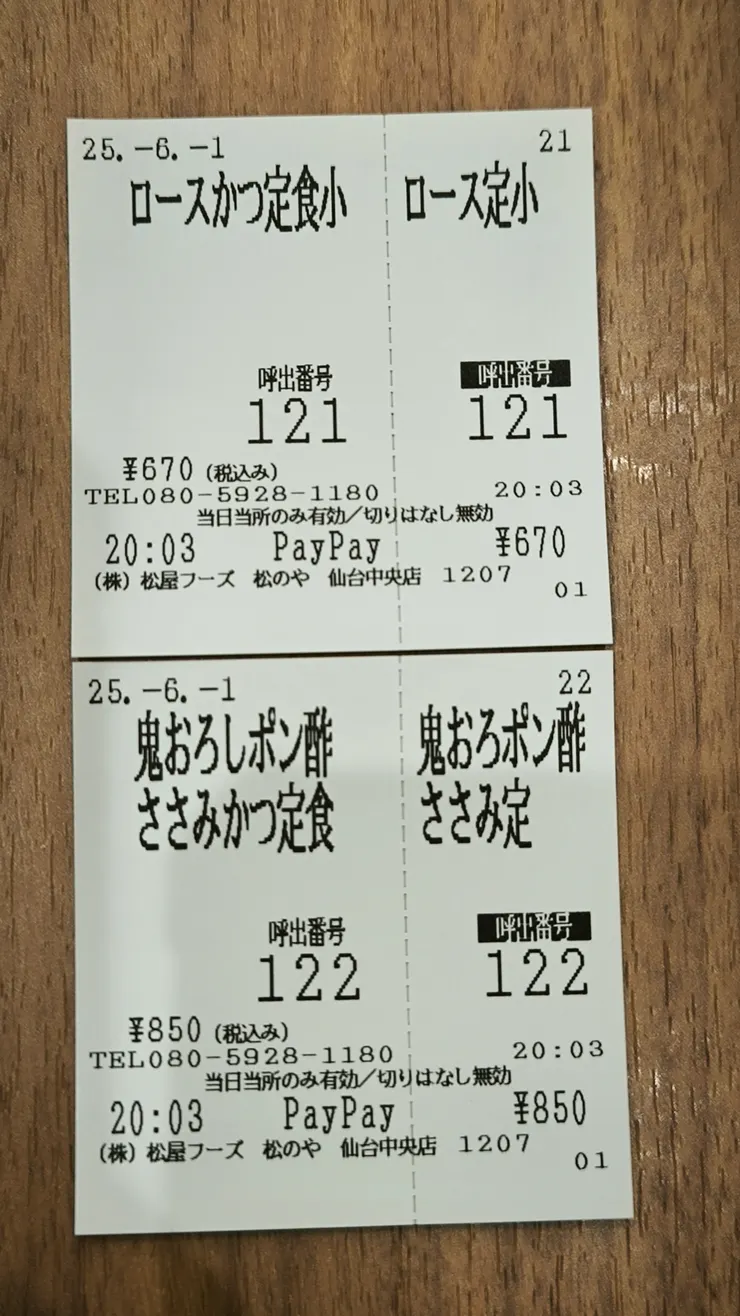 25.-6.-1 21
ロースかつ定食小 ロース定小
呼出番号 呼出番号
121 121
¥670(税込み)
TEL080-5928-1180 20:03
当日当所のみ有効/切りはなし無効
20:03 PayPay ¥670
(株)松屋フーズ 松のや 仙台中央店 1207
01
25.-6.-1 22
鬼おろしポン酢 鬼おろポン酢
ささみかつ定食 ささみ定
呼出番号 呼出番号
122 122
¥850(税込み)
TEL080-5928-1180 20:03
当日当所のみ有効/切りはなし無効
20:03 PayPay ¥850
(株)松屋フーズ 松のや 仙台中央店 1207
01